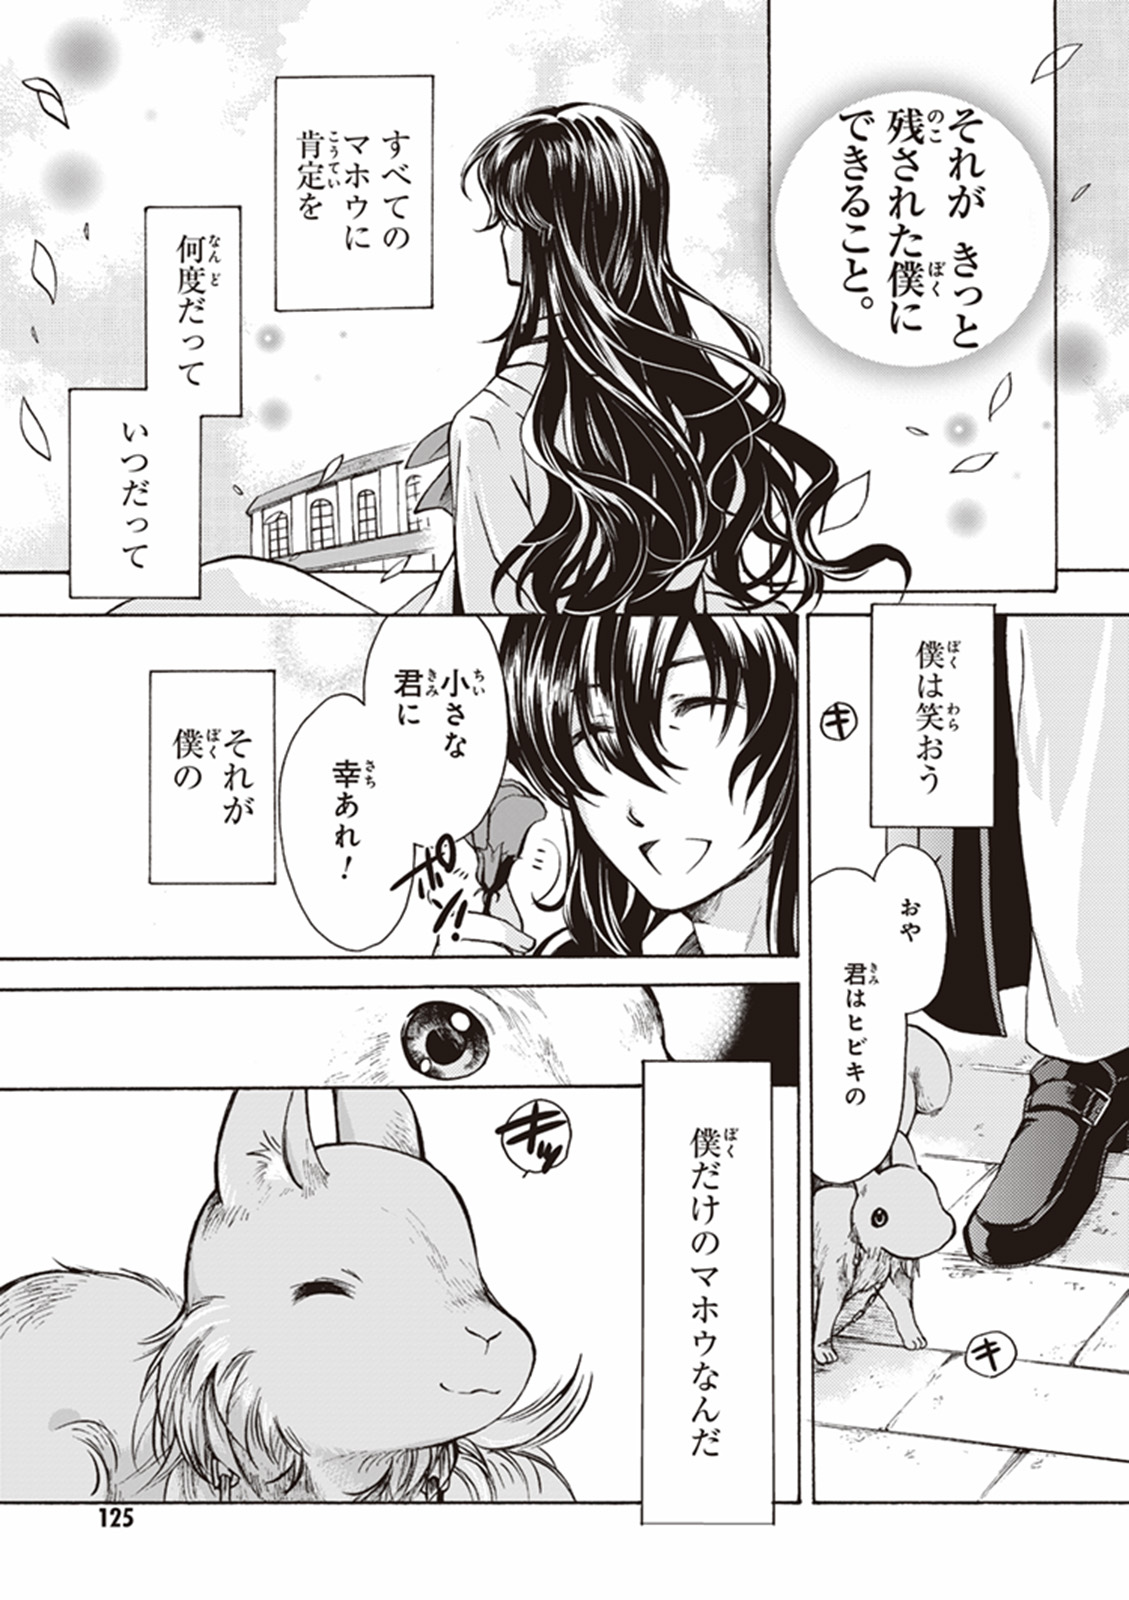 それが きっと
残された僕に
できること。
すべての
マホウに
肯定を
何度だって
いつだって
僕は笑おう
キ
おや
君はヒビキの
キ
小さな
君に
幸あれ!
ポンッ!
それが
僕の
キッ
僕だけのマホウなんだ
125